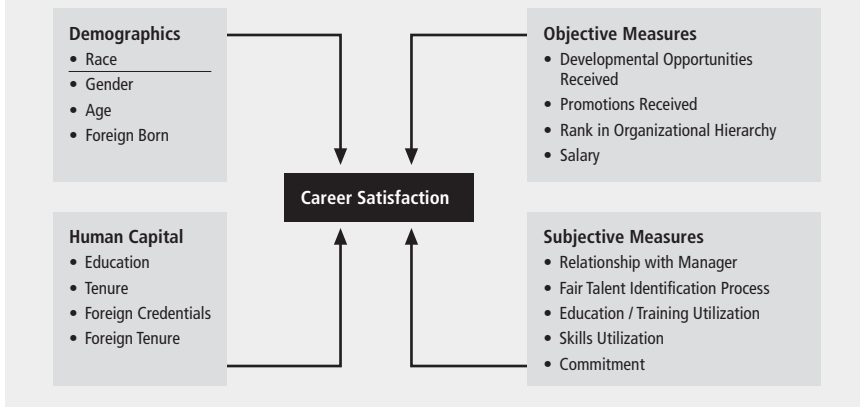 Demographics
• Race
• Gender
• Age
• Foreign Born
Objective Measures
• Developmental Opportunities
Received
• Promotions Received
• Rank in Organizational Hierarchy
• Salary
Career Satisfaction
Human Capital
• Education
• Tenure
• Foreign Credentials
• Foreign Tenure
Subjective Measures
• Relationship with Manager
• Fair Talent Identification Process
• Education / Training Utilization
• Skills Utilization
• Commitment